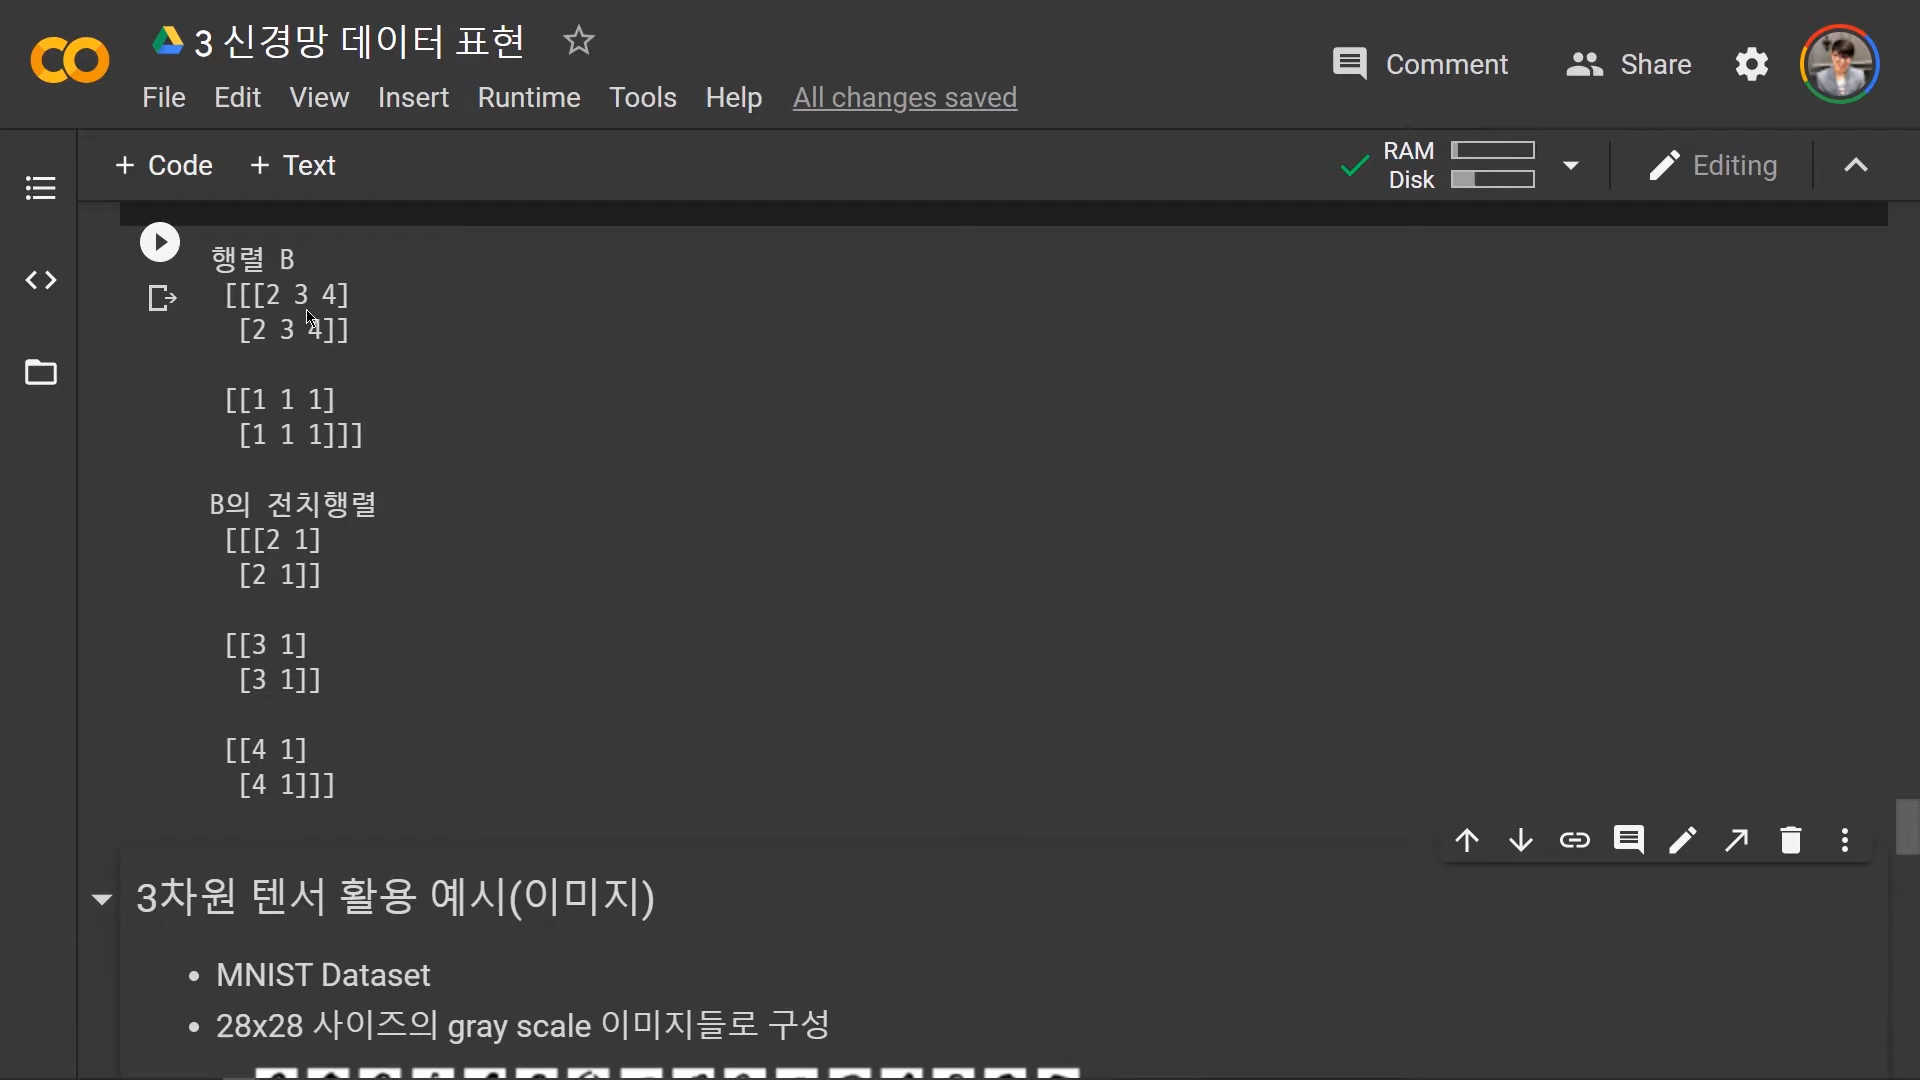 3 신경망 데이터 표현
File Edit View Insert Runtime Tools Help All changes saved
Comment
Share
+ Code + Text
RAM
Disk
Editing
행렬 B
[[[2 3 4]
[2 3 4]]
[[1 1 1]
[1 1 1]]]
B의 전치행렬
[[[2 1]
[2 1]]
[[3 1]
[3 1]]
[[4 1]
[4 1]]]
3차원 텐서 활용 예시(이미지)
• MNIST Dataset
• 28x28 사이즈의 gray scale 이미지들로 구성